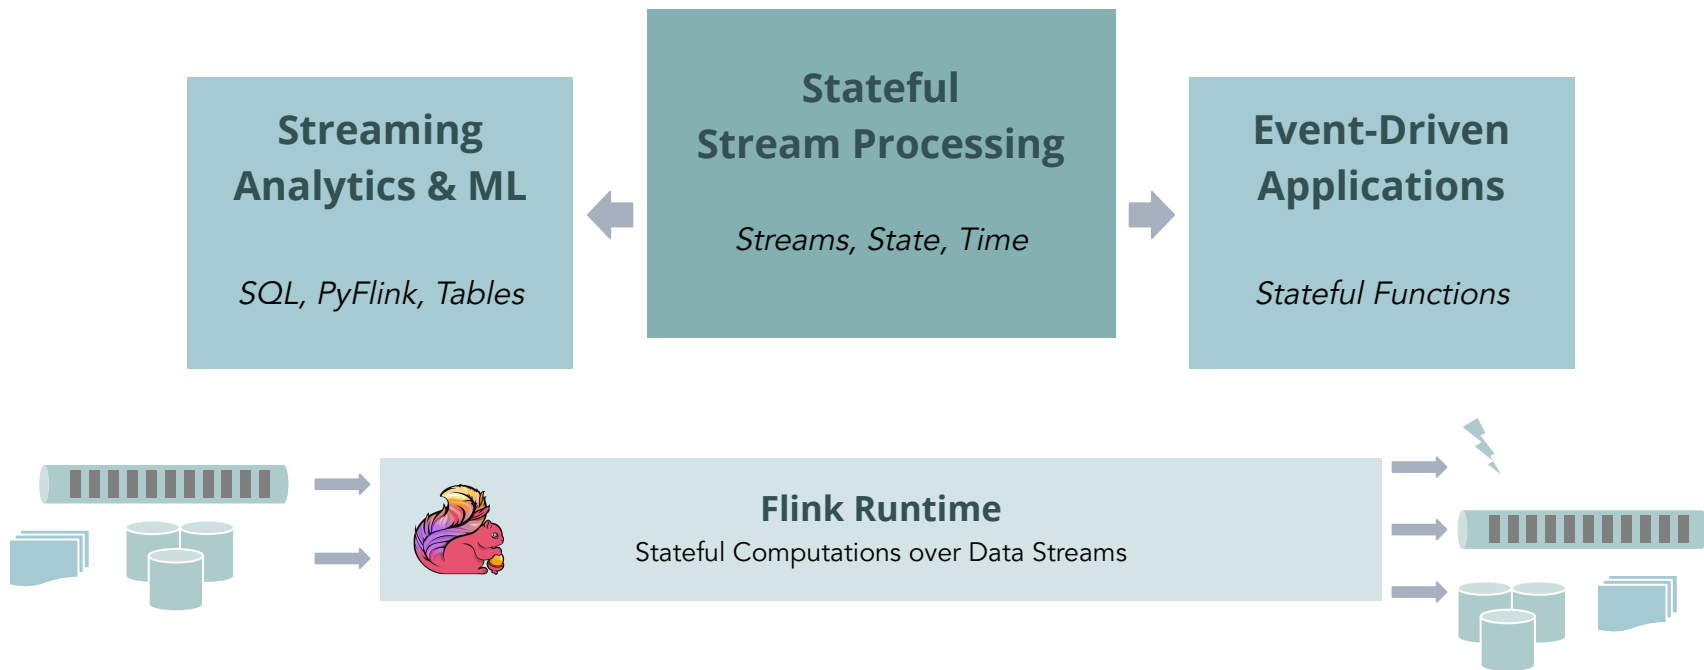 Streaming
Analytics & ML
SQL, PyFlink, Tables
Stateful
Stream Processing
Streams, State, Time
Event-Driven
Applications
Stateful Functions
Flink Runtime
Stateful Computations over Data Streams